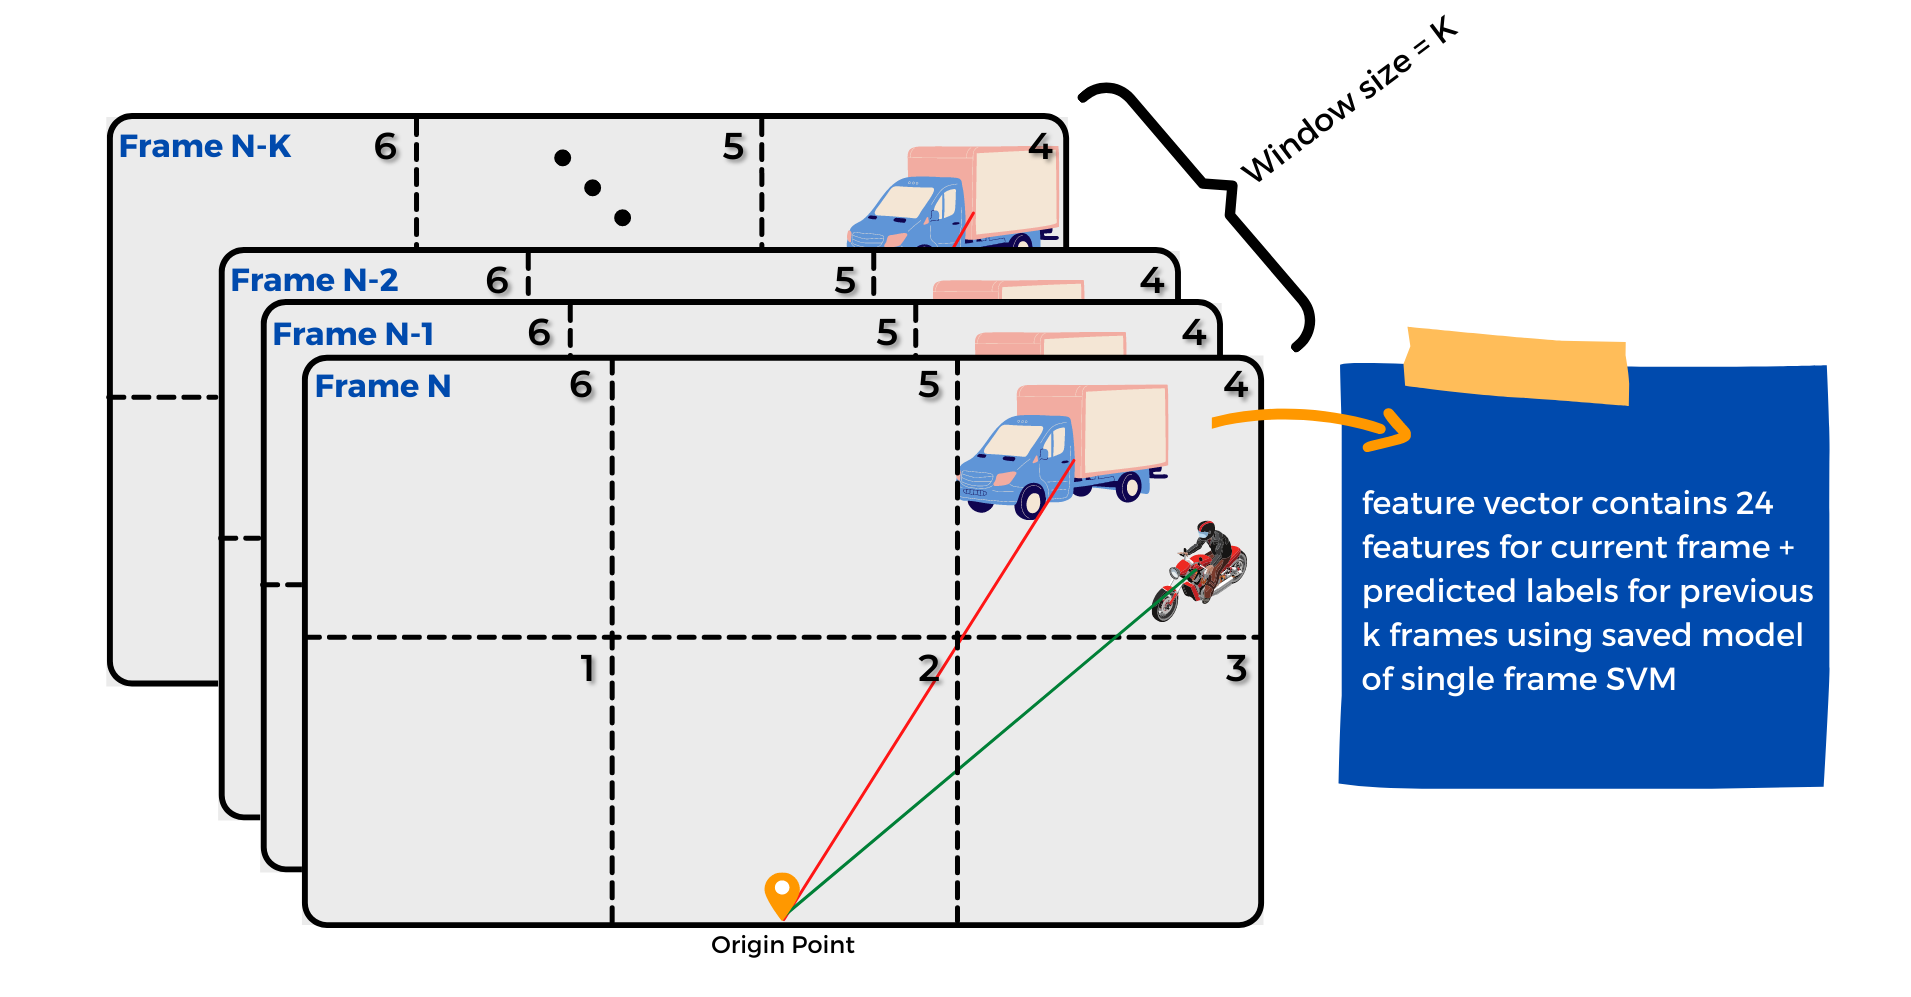 Window size = K
Frame N-K
6
5
4
Frame N-2
6
5
4
Frame N-1
6
5
4
Frame N
6
5
4
1
2
3
Origin Point
feature vector contains 24
features for current frame +
predicted labels for previous
k frames using saved model
of single frame SVM